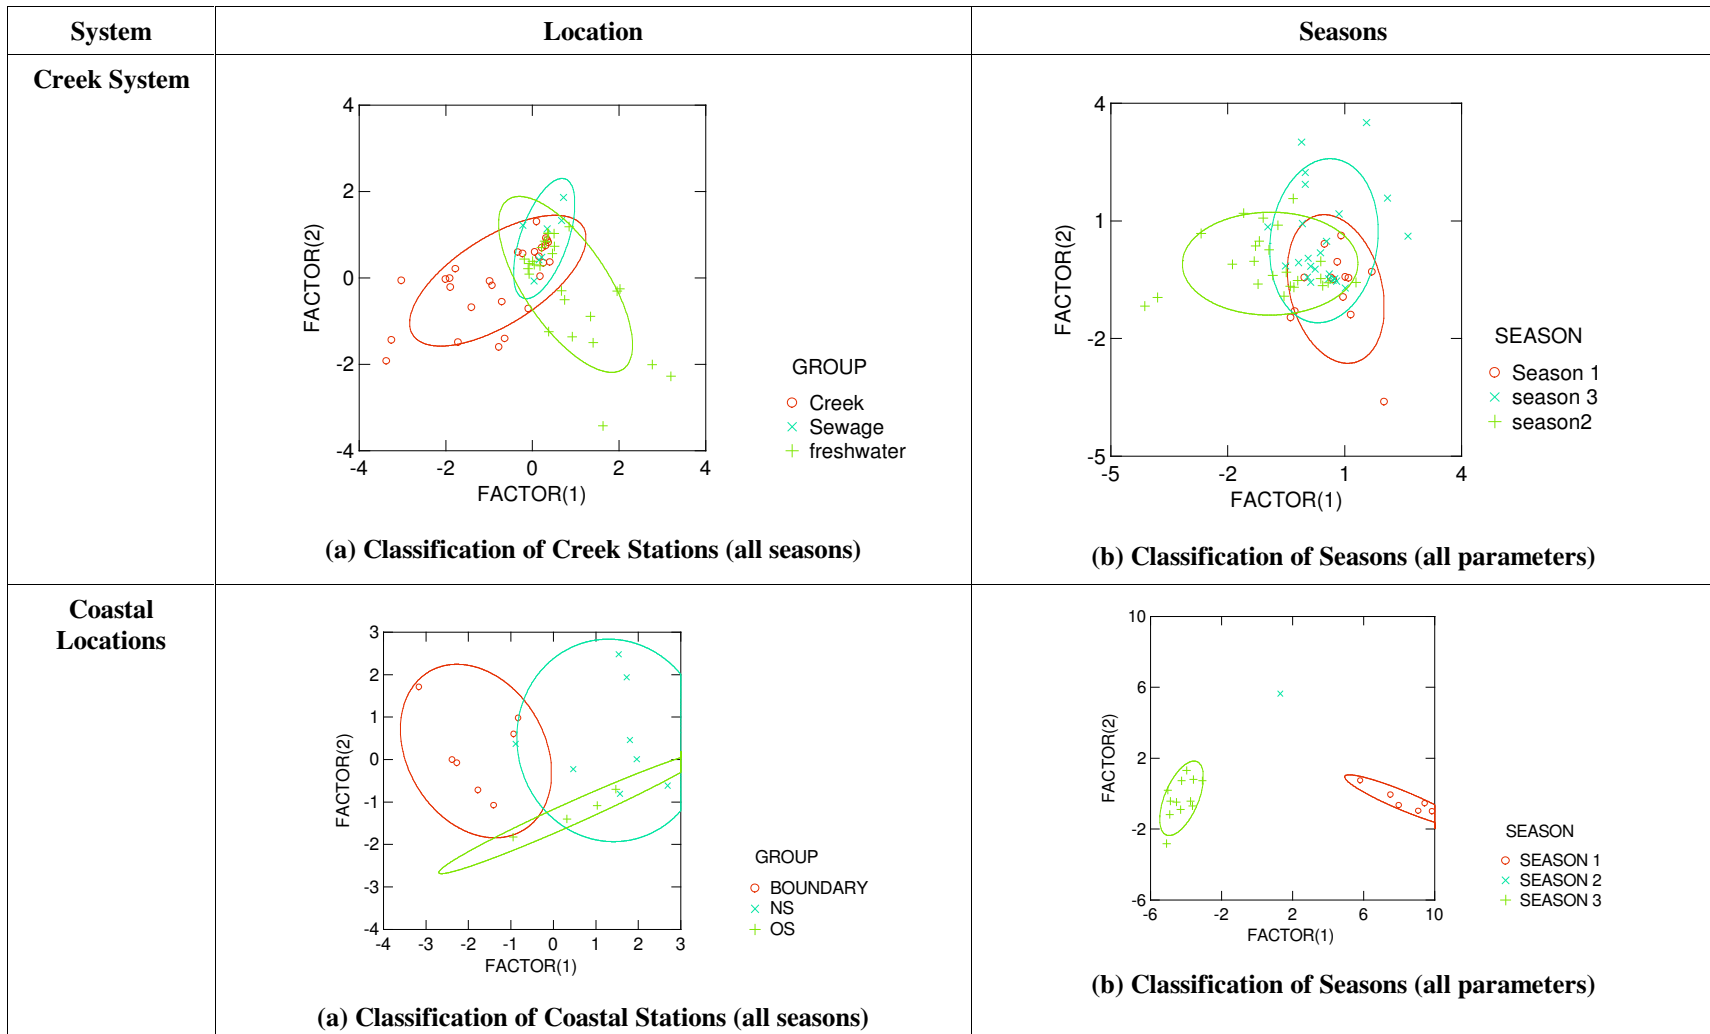 System
Location
Seasons
Creek System
4
2
0
-2
-4
-4
-2
0
2
4
FACTOR(2)
FACTOR(1)
GROUP
Creek
Sewage
freshwater
(a) Classification of Creek Stations (all seasons)
4
1
-2
-5
-5
-2
1
4
FACTOR(2)
FACTOR(1)
SEASON
Season 1
season 3
season2
(b) Classification of Seasons (all parameters)
Coastal
Locations
3
2
1
0
-1
-2
-3
-4
-4
-3
-2
-1
0
1
2
3
FACTOR(2)
FACTOR(1)
GROUP
BOUNDARY
NS
OS
(a) Classification of Coastal Stations (all seasons)
10
6
2
-2
-6
-6
-2
2
6
10
FACTOR(2)
FACTOR(1)
SEASON
SEASON 1
SEASON 2
SEASON 3
(b) Classification of Seasons (all parameters)